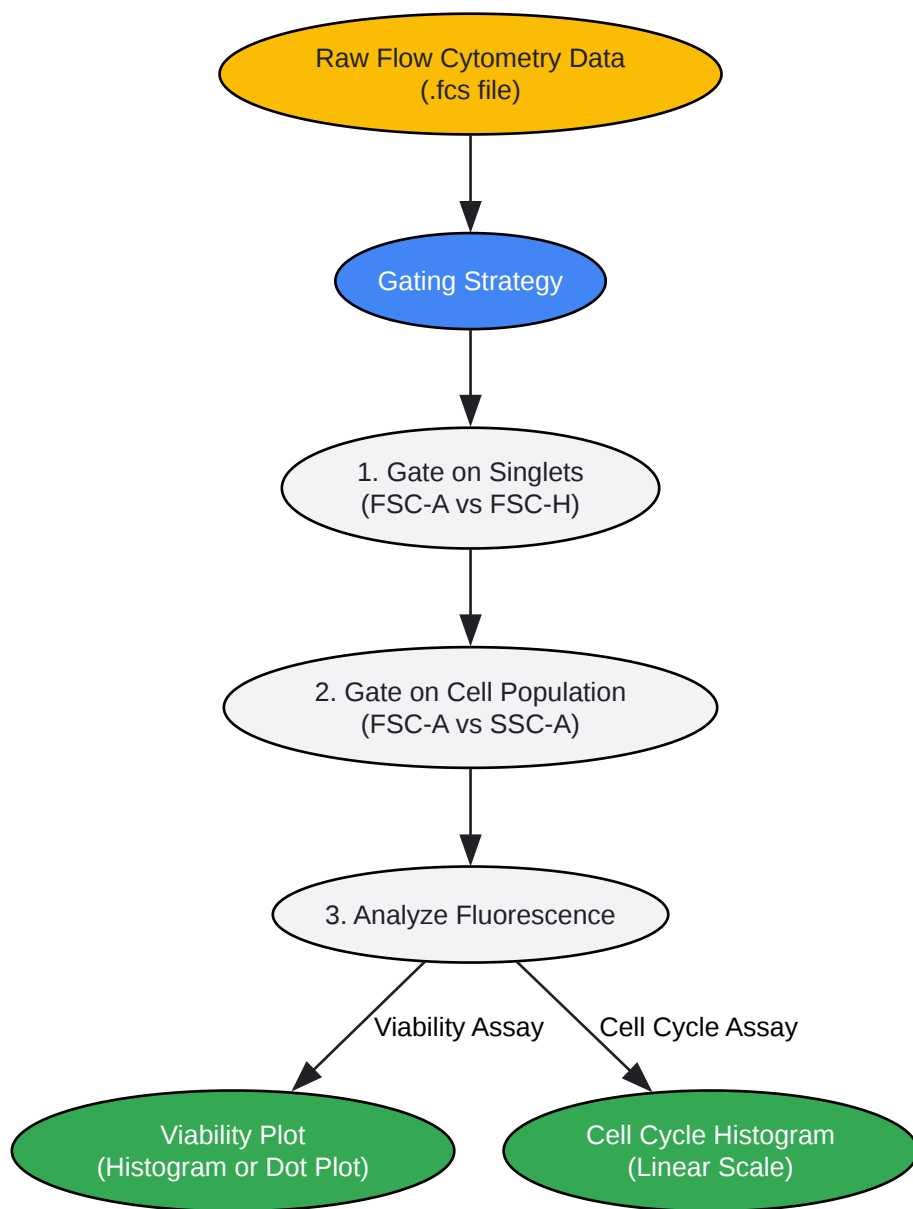 Raw Flow Cytometry Data
(.fcs file)
Gating Strategy
1. Gate on Singlets
(FSC-A vs FSC-H)
2. Gate on Cell Population
(FSC-A vs SSC-A)
3. Analyze Fluorescence
Viability Assay
Cell Cycle Assay
Viability Plot
(Histogram or Dot Plot)
Cell Cycle Histogram
(Linear Scale)